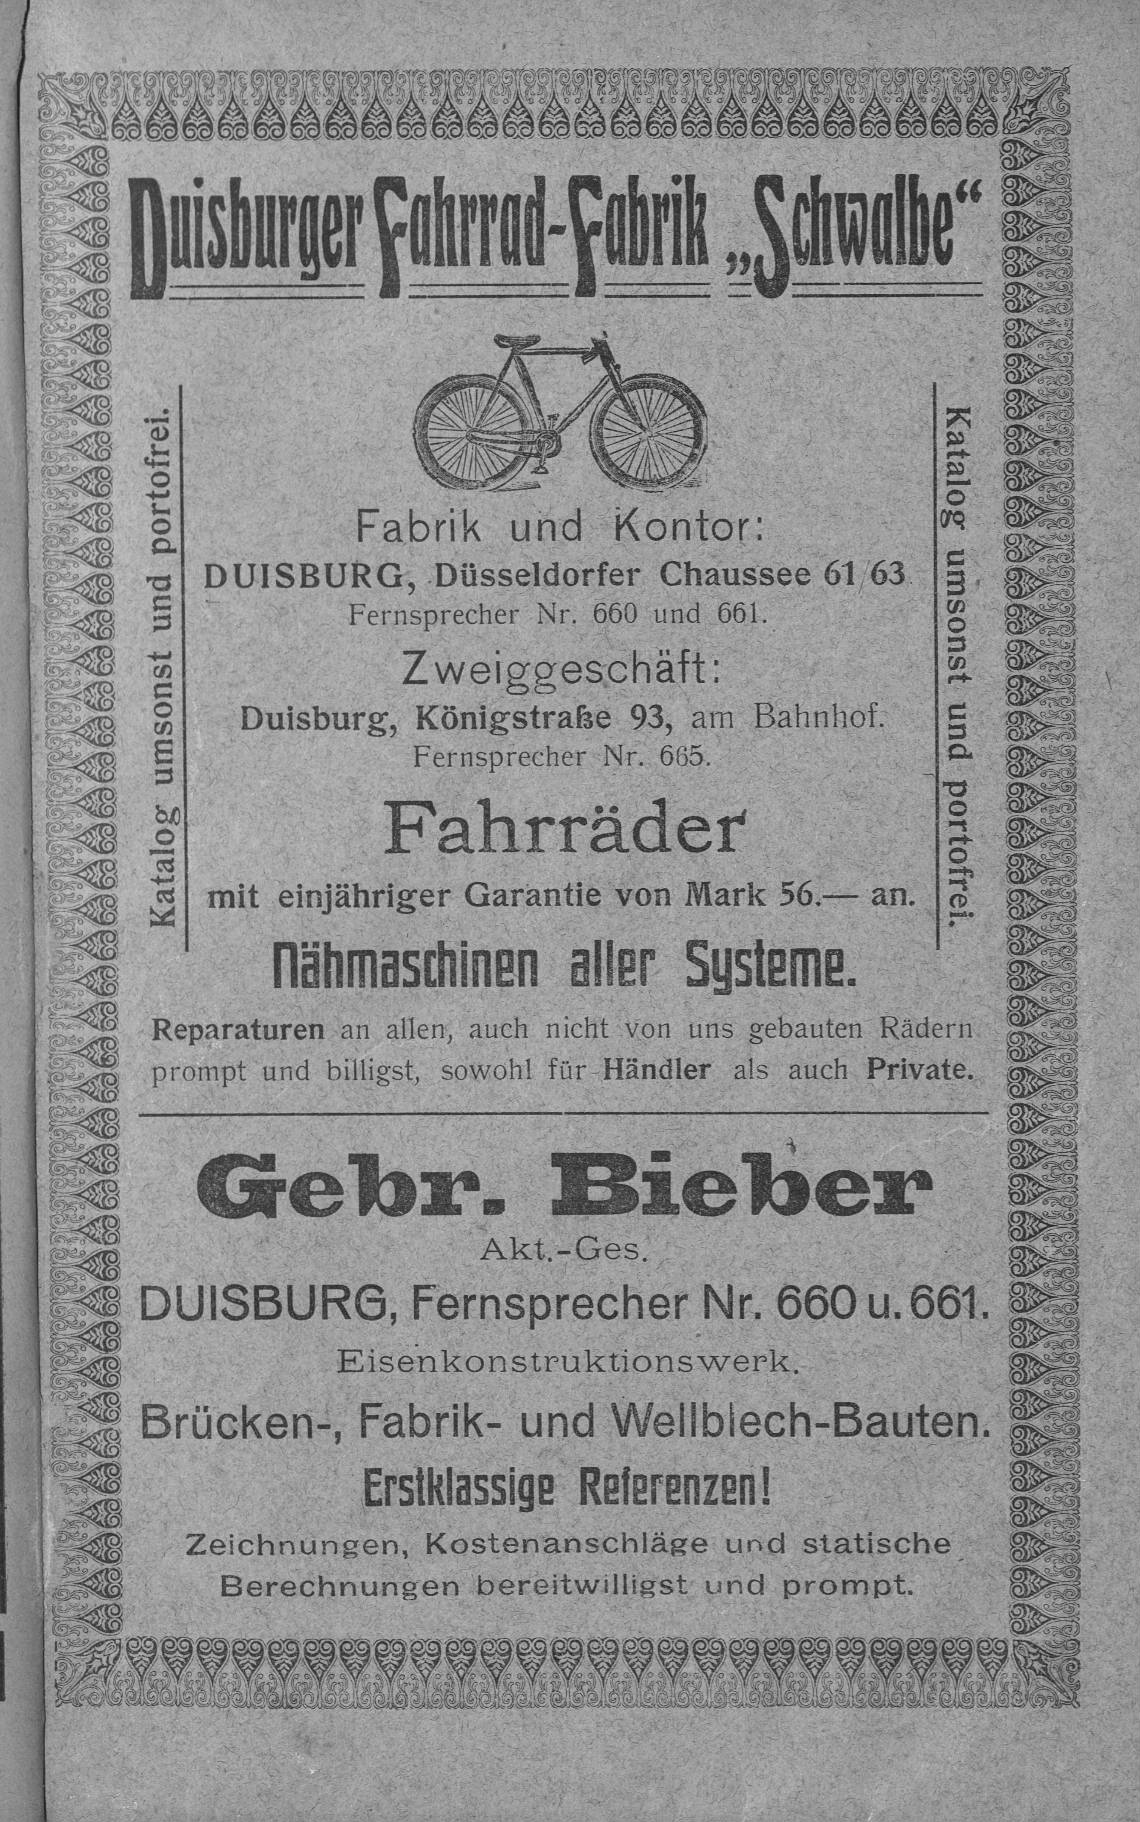 Duisburger Fahrrad-Fabrik „Schwalbe“
Katalog umsonst und portofrei.
Katalog umsonst und portofrei.
Fabrik und Kontor:
DUISBURG, Düsseldorfer Chaussee 61/63.
Fernsprecher Nr. 660 und 661.
Zweiggeschäft:
Duisburg, Königstraße 93, am Bahnhof.
Fernsprecher Nr. 665.
Fahrräder
mit einjähriger Garantie von Mark 56.— an.
Nähmaschinen aller Systeme.
Reparaturen an allen, auch nicht von uns gebauten Rädern
prompt und billigst, sowohl für Händler als auch Private.
Gebr. Bieber
Akt.-Ges.
DUISBURG, Fernsprecher Nr. 660 u. 661.
Eisenkonstruktionswerk.
Brücken-, Fabrik- und Wellblech-Bauten.
Erstklassige Referenzen!
Zeichnungen, Kostenanschläge und statische
Berechnungen bereitwilligst und prompt.